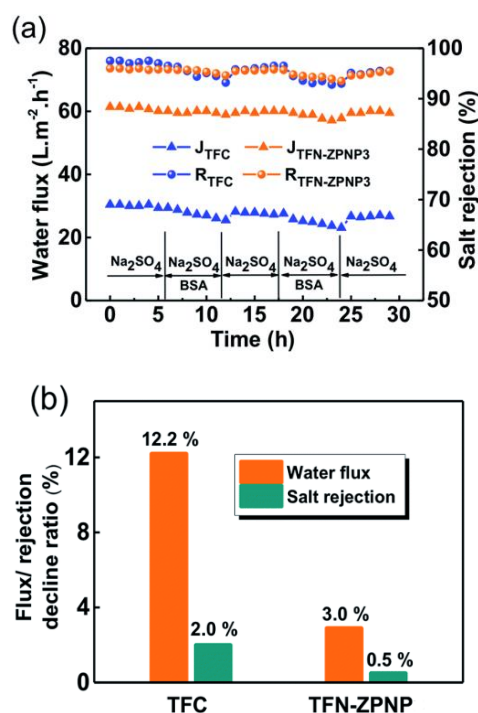 (a)
Water flux (L.m⁻².h⁻¹)
80
60
40
20
0
100
90
80
70
60
50
Salt rejection (%)
J_TFC J_TFN-ZPNP3
R_TFC R_TFN-ZPNP3
Na₂SO₄ Na₂SO₄ Na₂SO₄ Na₂SO₄ Na₂SO₄
BSA BSA
0 5 10 15 20 25 30
Time (h)
(b)
Flux/ rejection
decline ratio (%)
12
8
4
0
12.2 %
2.0 %
3.0 %
0.5 %
Water flux
Salt rejection
TFC TFN-ZPNP